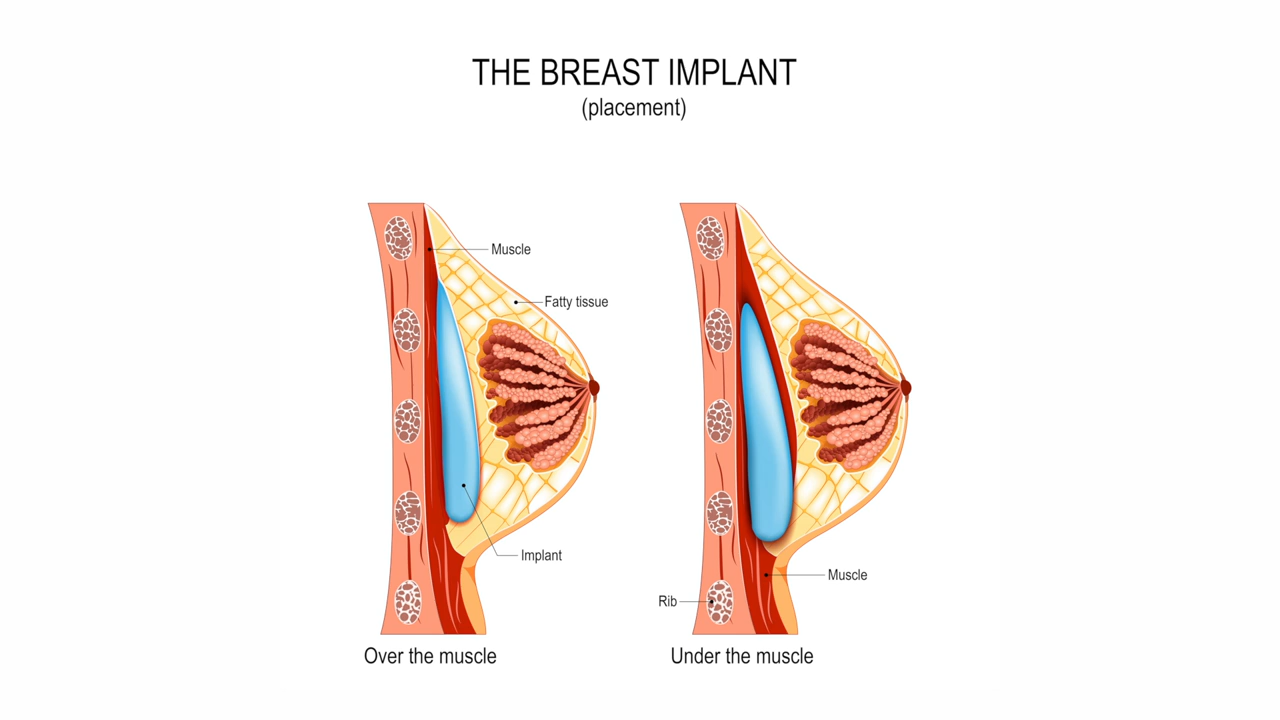 THE BREAST IMPLANT
(placement)
Muscle
Fatty tissue
Implant
Over the muscle
Muscle
Rib
Under the muscle